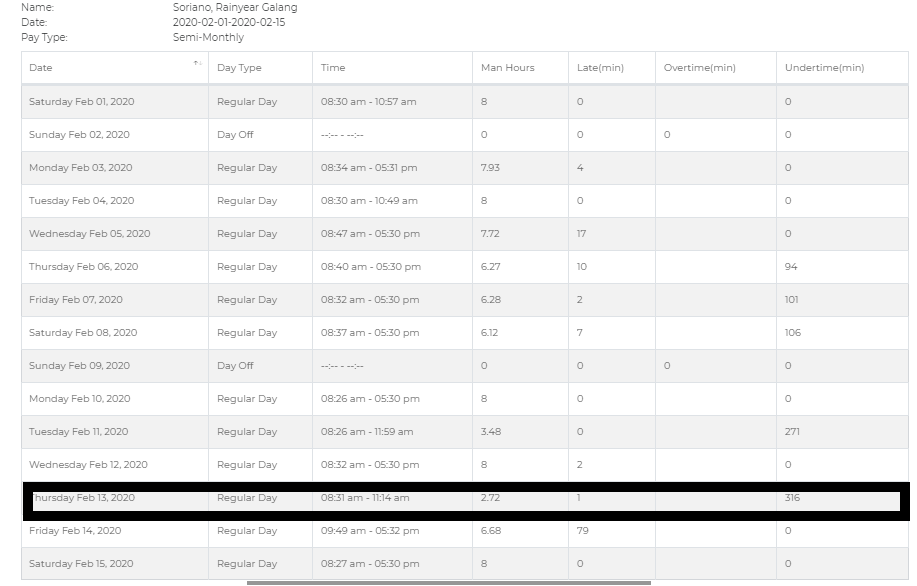 Name: Soriano, Rainyear Galang
Date: 2020-02-01-2020-02-15
Pay Type: Semi-Monthly
Date Day Type Time Man Hours Late(min) Overtime(min) Undertime(min)
Saturday Feb 01, 2020 Regular Day 08:30 am - 10:57 am 8 0 0
Sunday Feb 02, 2020 Day Off --:-- - --:-- 0 0 0 0
Monday Feb 03, 2020 Regular Day 08:34 am - 05:31 pm 7.93 4 0
Tuesday Feb 04, 2020 Regular Day 08:30 am - 10:49 am 8 0 0
Wednesday Feb 05, 2020 Regular Day 08:47 am - 05:30 pm 7.72 17 0
Thursday Feb 06, 2020 Regular Day 08:40 am - 05:30 pm 6.27 10 94
Friday Feb 07, 2020 Regular Day 08:32 am - 05:30 pm 6.28 2 101
Saturday Feb 08, 2020 Regular Day 08:37 am - 05:30 pm 6.12 7 106
Sunday Feb 09, 2020 Day Off --:-- - --:-- 0 0 0 0
Monday Feb 10, 2020 Regular Day 08:26 am - 05:30 pm 8 0 0
Tuesday Feb 11, 2020 Regular Day 08:26 am - 11:59 am 3.48 0 271
Wednesday Feb 12, 2020 Regular Day 08:32 am - 05:30 pm 8 2 0
hursday Feb 13, 2020 Regular Day 08:31 am - 11:14 am 2.72 1 316
Friday Feb 14, 2020 Regular Day 09:49 am - 05:32 pm 6.68 79 0
Saturday Feb 15, 2020 Regular Day 08:27 am - 05:30 pm 8 0 0